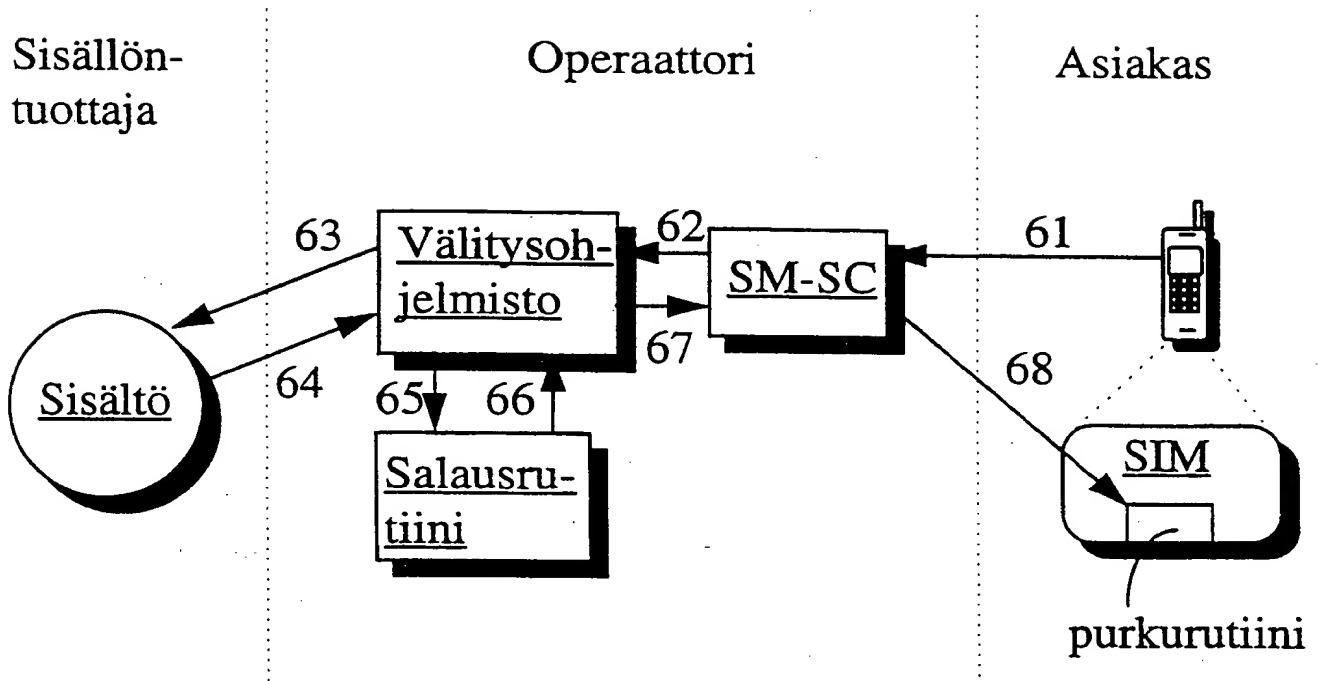 Sisällön-
tuottaja
Operaattori
Asiakas
63
Välitysoh-
jelmisto
62
SM-SC
61
67
64
Sisältö
65
66
68
Salausru-
tiini
SIM
purkurutiini